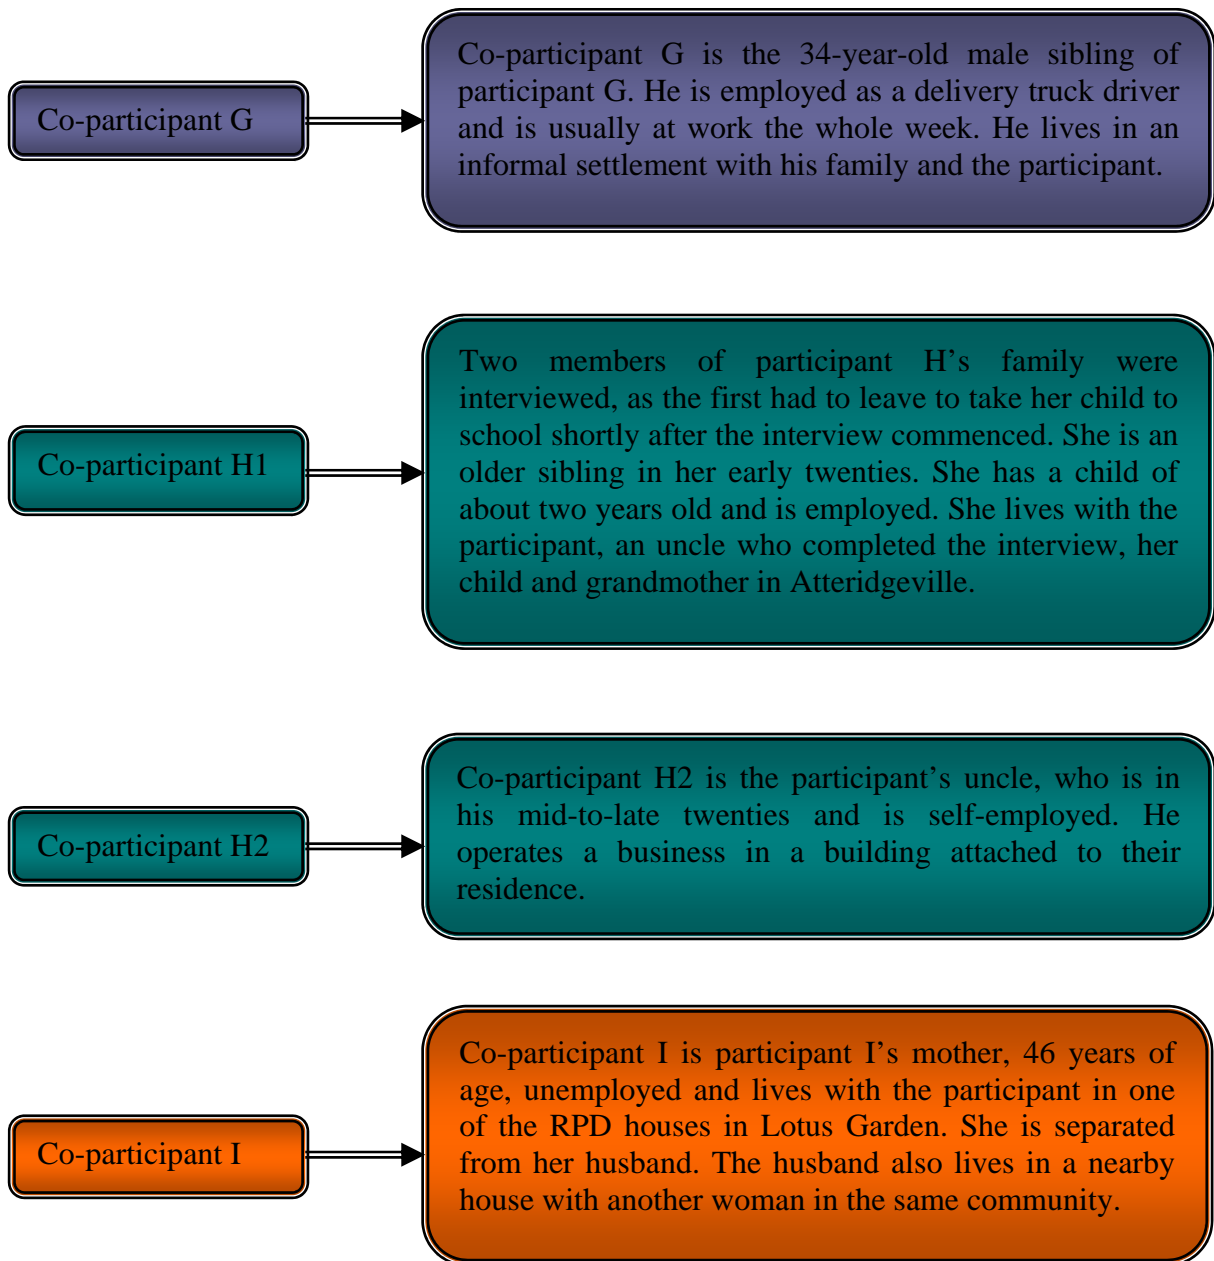 Co-participant G
Co-participant G is the 34-year-old male sibling of
participant G. He is employed as a delivery truck driver
and is usually at work the whole week. He lives in an
informal settlement with his family and the participant.
Co-participant H1
Two members of participant H’s family were
interviewed, as the first had to leave to take her child to
school shortly after the interview commenced. She is an
older sibling in her early twenties. She has a child of
about two years old and is employed. She lives with the
participant, an uncle who completed the interview, her
child and grandmother in Atteridgeville.
Co-participant H2
Co-participant H2 is the participant’s uncle, who is in
his mid-to-late twenties and is self-employed. He
operates a business in a building attached to their
residence.
Co-participant I
Co-participant I is participant I’s mother, 46 years of
age, unemployed and lives with the participant in one
of the RPD houses in Lotus Garden. She is separated
from her husband. The husband also lives in a nearby
house with another woman in the same community.